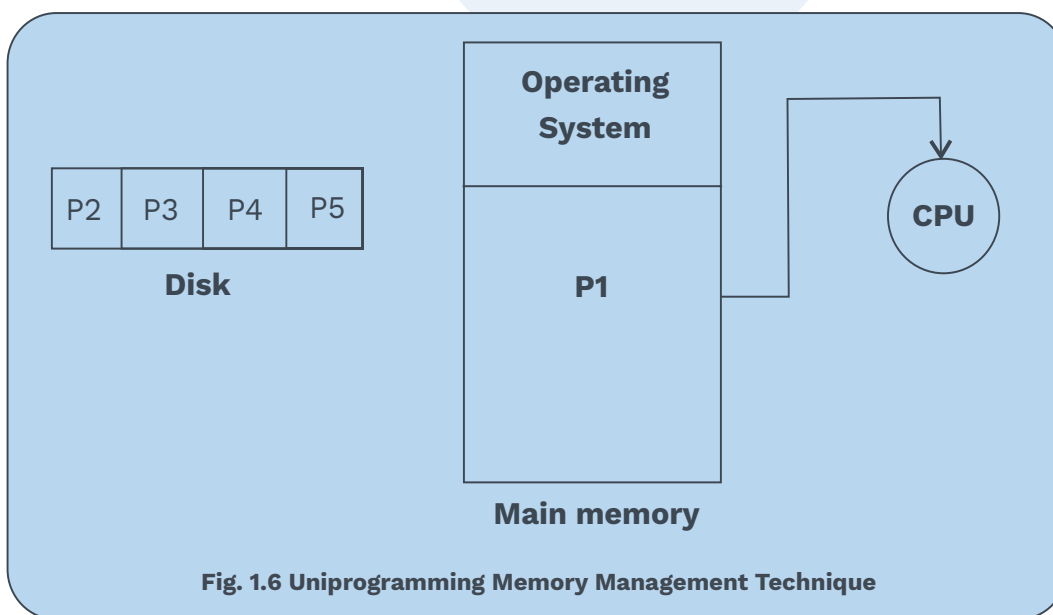 Operating
System
P2 P3 P4 P5
Disk
P1
CPU
Main memory
Fig. 1.6 Uniprogramming Memory Management Technique